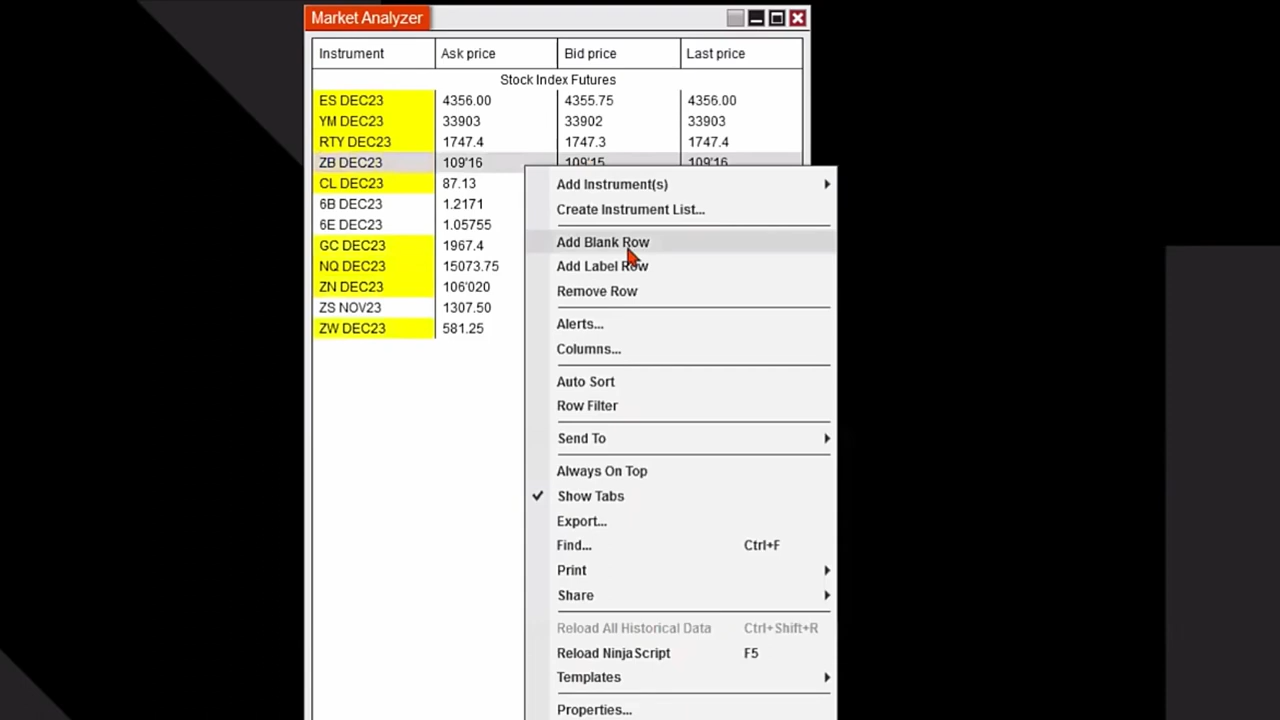 Market Analyzer
Instrument Ask price Bid price Last price
Stock Index Futures
ES DEC23 4356.00 4355.75 4356.00
YM DEC23 33903 33902 33903
RTY DEC23 1747.4 1747.3 1747.4
ZB DEC23 109'16 109'15 109'16
CL DEC23 87.13
6B DEC23 1.2171
6E DEC23 1.05755
GC DEC23 1967.4
NQ DEC23 15073.75
ZN DEC23 106'020
ZS NOV23 1307.50
ZW DEC23 581.25
Add Instrument(s)
Create Instrument List...
Add Blank Row
Add Label Row
Remove Row
Alerts...
Columns...
Auto Sort
Row Filter
Send To
Always On Top
Show Tabs
Export...
Find... Ctrl+F
Print
Share
Reload All Historical Data Ctrl+Shift+R
Reload NinjaScript F5
Templates
Properties...